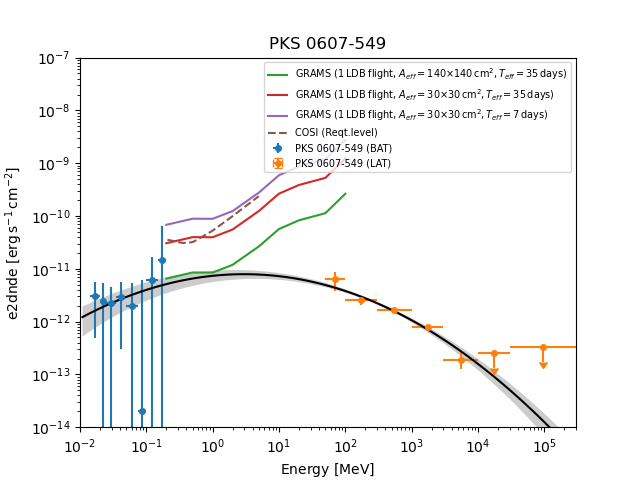 PKS 0607-549
10⁻⁷
10⁻⁸
10⁻⁹
10⁻¹⁰
10⁻¹¹
10⁻¹²
10⁻¹³
10⁻¹⁴
e2dnde [erg s⁻¹ cm⁻²]
GRAMS (1 LDB flight, A_eff = 140×140 cm², T_eff = 35 days)
GRAMS (1 LDB flight, A_eff = 30×30 cm², T_eff = 35 days)
GRAMS (1 LDB flight, A_eff = 30×30 cm², T_eff = 7 days)
COSI (Reqt.level)
PKS 0607-549 (BAT)
PKS 0607-549 (LAT)
10⁻² 10⁻¹ 10⁰ 10¹ 10² 10³ 10⁴ 10⁵
Energy [MeV]